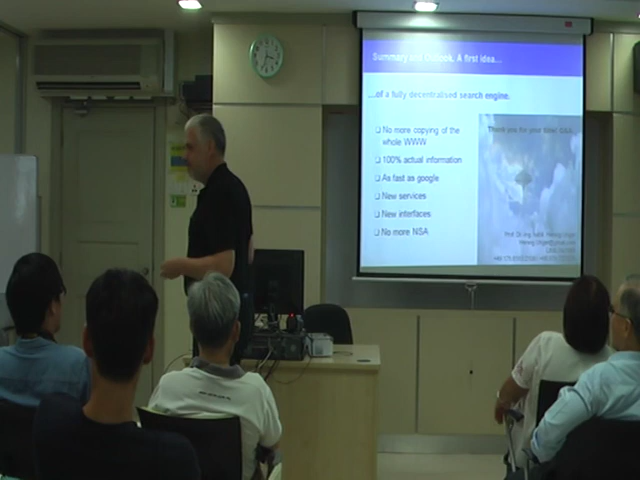 Summary and Outlook. A first idea...
...of a fully decentralised search engine.
No more copying of the
whole WWW
100% actual information
As fast as google
New services
New interfaces
No more NSA
Thank you for your time! Q&A